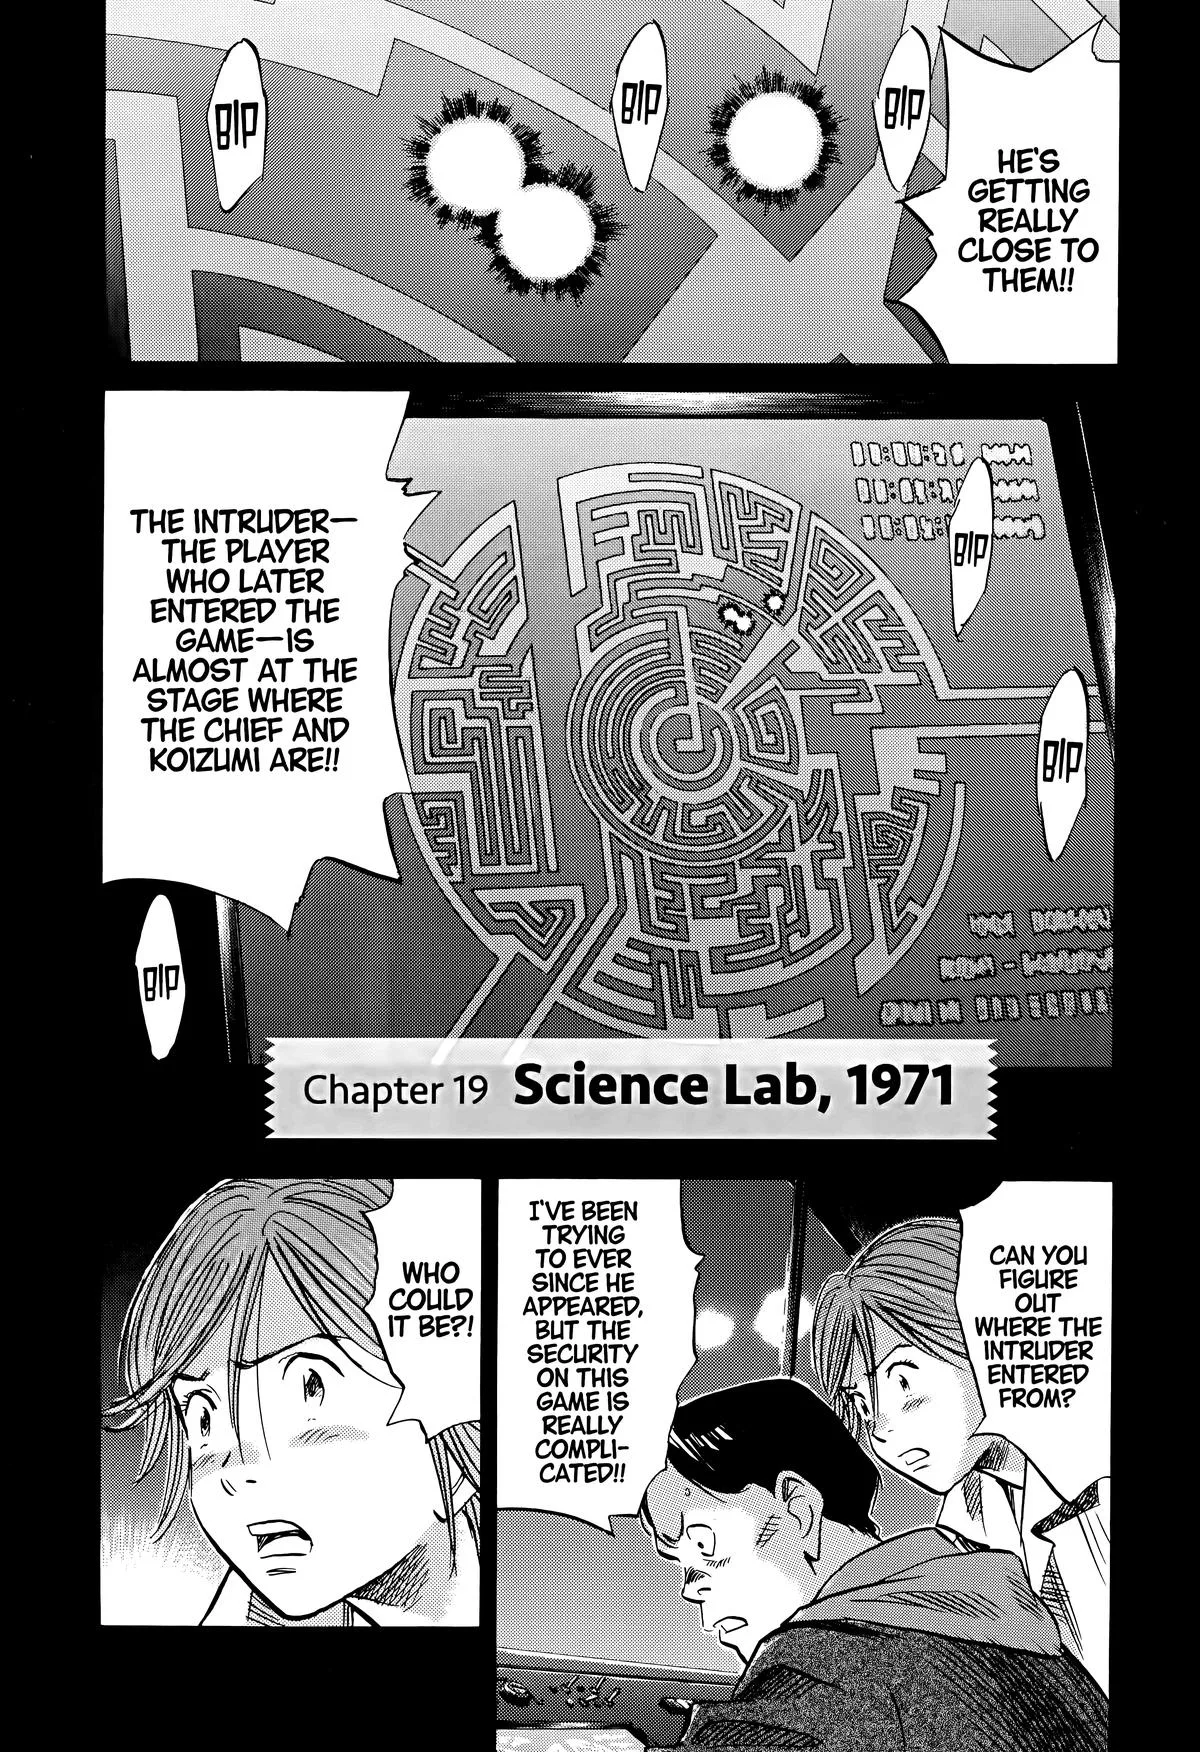 HE'S
GETTING
REALLY
CLOSE TO
THEM!!
BIP
BIP
BIP
BIP
BIP
THE INTRUDER—
THE PLAYER
WHO LATER
ENTERED THE
GAME—IS
ALMOST AT THE
STAGE WHERE
THE CHIEF AND
KOIZUMI ARE!!
BIP
Chapter 19 Science Lab, 1971
CAN YOU
FIGURE
OUT
WHERE THE
INTRUDER
ENTERED
FROM?
I'VE BEEN
TRYING
TO EVER
SINCE HE
APPEARED,
BUT THE
SECURITY
ON THIS
GAME IS
REALLY
COMPLI-
CATED!!
WHO
COULD
IT BE?!